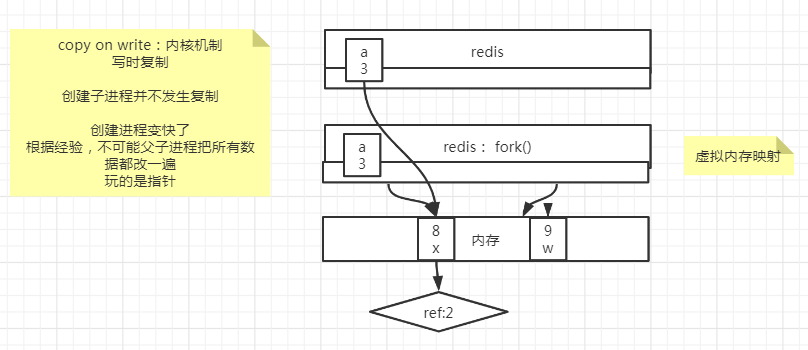 copy on write：内核机制
写时复制
创建子进程并不发生复制
创建进程变快了
根据经验，不可能父子进程把所有数
据都改一遍
玩的是指针
a
3
redis
a
3
redis： fork()
虚拟内存映射
8
x
内存
9
w
ref:2